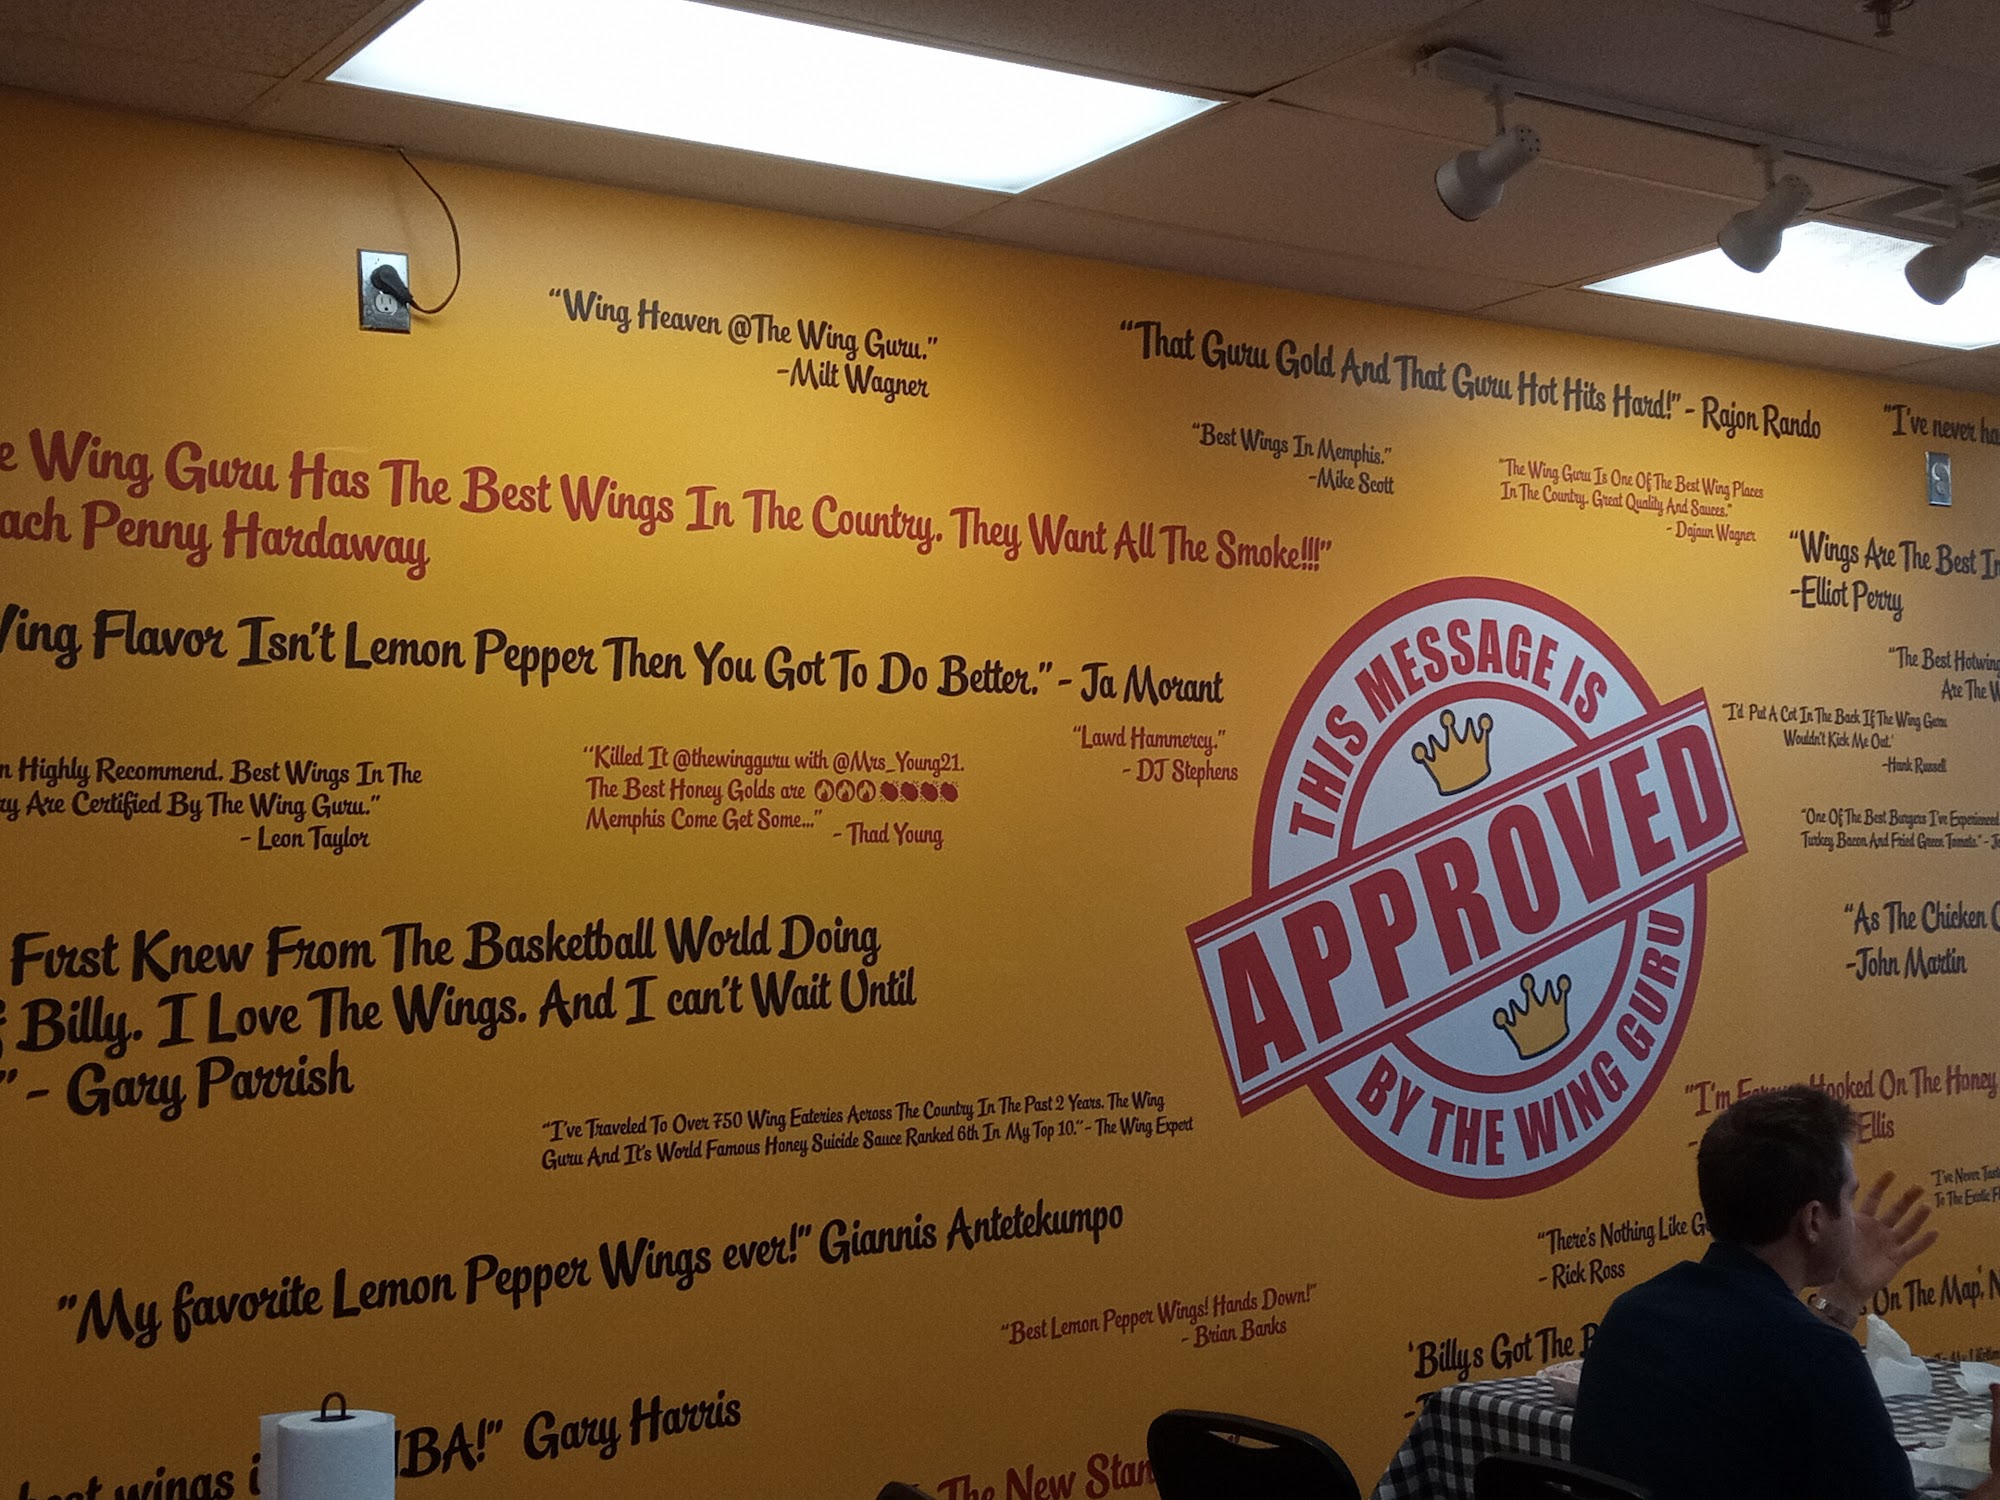 "Wing Heaven @The Wing Guru."
-Milt Wagner
"That Guru Gold And That Guru Hot Hits Hard!" - Rajon Rando
"I've never
"Best Wings In Memphis."
-Mike Scott
"The Wing Guru Is One Of The Best Wing Places
In The Country. Great Quality And Sauces."
- Dajaun Wagner
Wing Guru Has The Best Wings In The Country. They Want All The Smoke!!!"
Penny Hardaway
"Wings Are The Best In
-Elliot Perry
Wing Flavor Isn't Lemon Pepper Then You Got To Do Better." - Ja Morant
"The Best Hotwing
Are The
"I'd Put A Cot In The Back If The Wing Guru
Wouldn't Kick Me Out.'
-Hank Russell
Highly Recommend. Best Wings In The
Are Certified By The Wing Guru."
- Leon Taylor
''Killed It @thewingguru with @Mrs_Young21.
The Best Honey Golds are 🔥🔥🔥💣💣💣💣
Memphis Come Get Some..."
- Thad Young
"Lawd Hammercy."
- DJ Stephens
THIS MESSAGE IS
APPROVED
BY THE WING GURU
"One Of The Best Burgers I've Experienced
Turkey Bacon And Fried Green Tomato." -
"As The Chicken
-John Martin
First Knew From The Basketball World Doing
Billy. I Love The Wings. And I can't Wait Until
" - Gary Parrish
"I've Traveled To Over 750 Wing Eateries Across The Country In The Past 2 Years. The Wing
Guru And It's World Famous Honey Suicide Sauce Ranked 6th In My Top 10." - The Wing Expert
"I'm Hooked On The Honey
Ellis
"I've Never
To The Exotic
"My favorite Lemon Pepper Wings ever!" Giannis Antetekumpo
"There's Nothing Like
- Rick Ross
On The Map,'
"Best Lemon Pepper Wings! Hands Down!"
- Brian Banks
'Billys Got The
best wings
NBA!" Gary Harris
The New